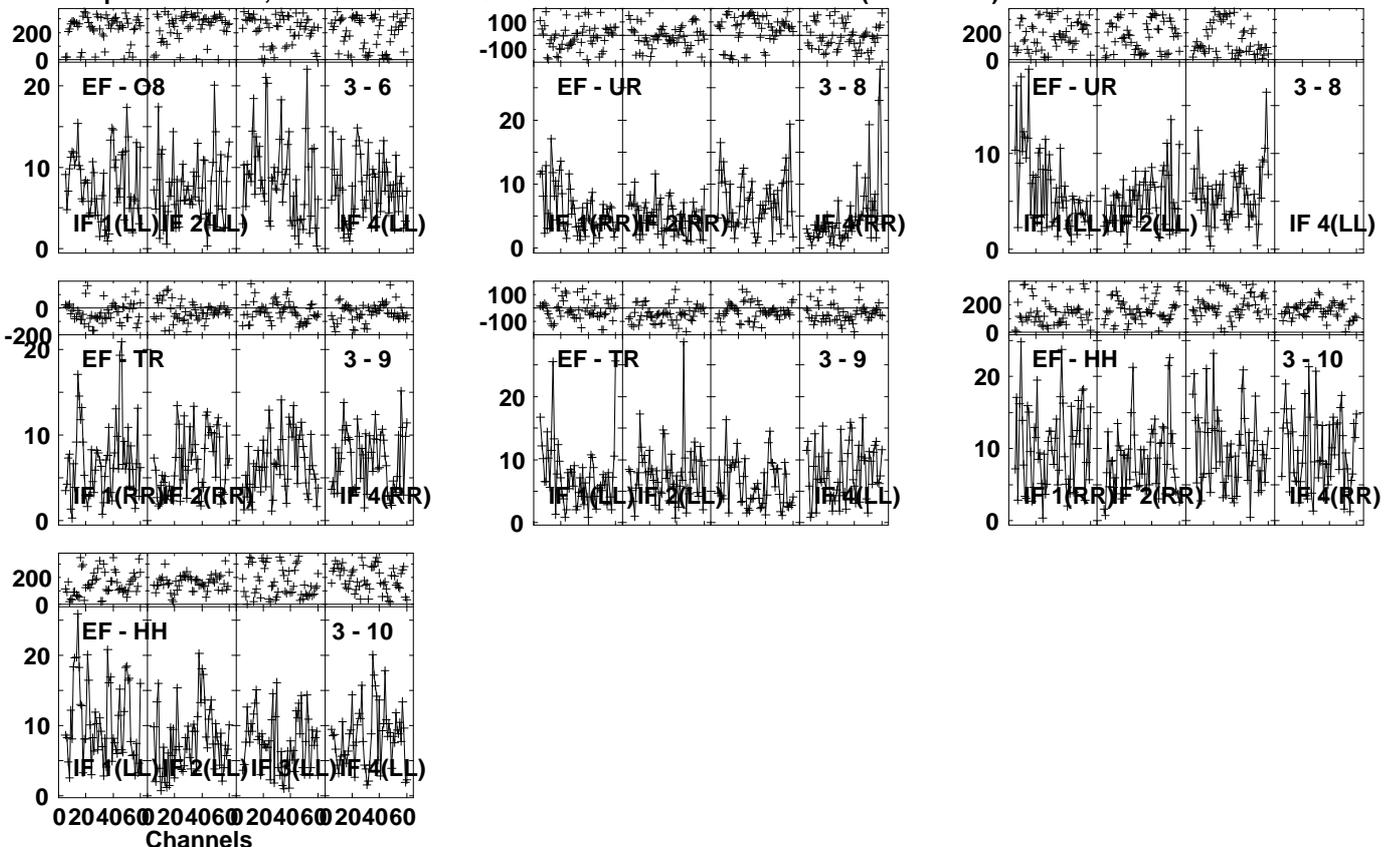 200
0
EF - O8 3 - 6
20
10
0
IF 1(LL) IF 2(LL) IF 4(LL)
100
-100
EF - UR 3 - 8
20
10
0
IF 1(RR) IF 2(RR) IF 4(RR)
200
0
EF - UR 3 - 8
10
0
IF 1(LL) IF 2(LL) IF 4(LL)
0
-200
EF - TR 3 - 9
20
10
0
IF 1(RR) IF 2(RR) IF 4(RR)
100
-100
EF - TR 3 - 9
20
10
0
IF 1(LL) IF 2(LL) IF 4(LL)
200
0
EF - HH 3 - 10
20
10
0
IF 1(RR) IF 2(RR) IF 4(RR)
200
0
EF - HH 3 - 10
20
10
0
IF 1(LL) IF 2(LL) IF 3(LL) IF 4(LL)
0 20 40 60 0 20 40 60 0 20 40 60 0 20 40 60
Channels